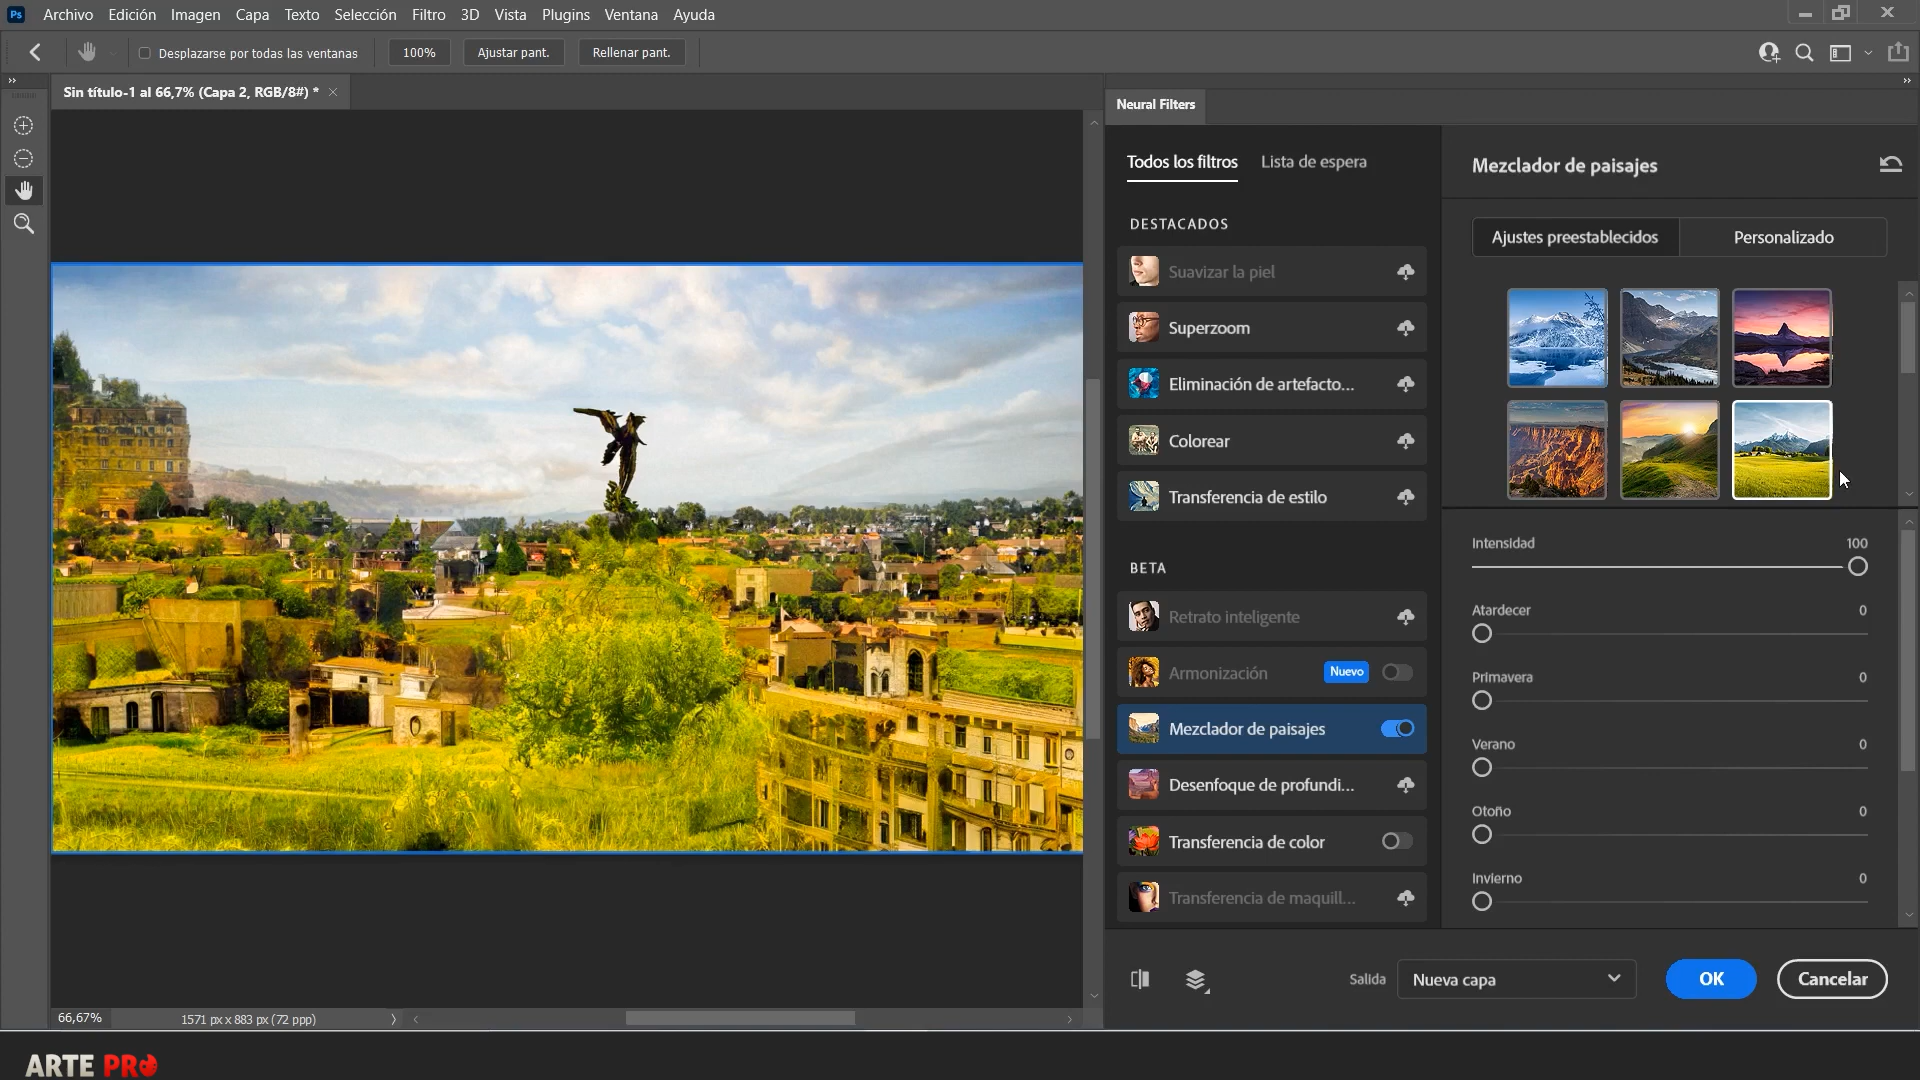 Ps Archivo Edición Imagen Capa Texto Selección Filtro 3D Vista Plugins Ventana Ayuda
Desplazarse por todas las ventanas 100% Ajustar pant. Rellenar pant.
Sin título-1 al 66,7% (Capa 2, RGB/8#) *
Neural Filters
Todos los filtros Lista de espera
DESTACADOS
Suavizar la piel
Superzoom
Eliminación de artefacto...
Colorear
Transferencia de estilo
BETA
Retrato inteligente
Armonización Nuevo
Mezclador de paisajes
Desenfoque de profundi...
Transferencia de color
Transferencia de maquill...
Mezclador de paisajes
Ajustes preestablecidos Personalizado
Intensidad 100
Atardecer 0
Primavera 0
Verano 0
Otoño 0
Invierno 0
Salida Nueva capa OK Cancelar
66,67% 1571 px x 883 px (72 ppp)
ARTE PRO